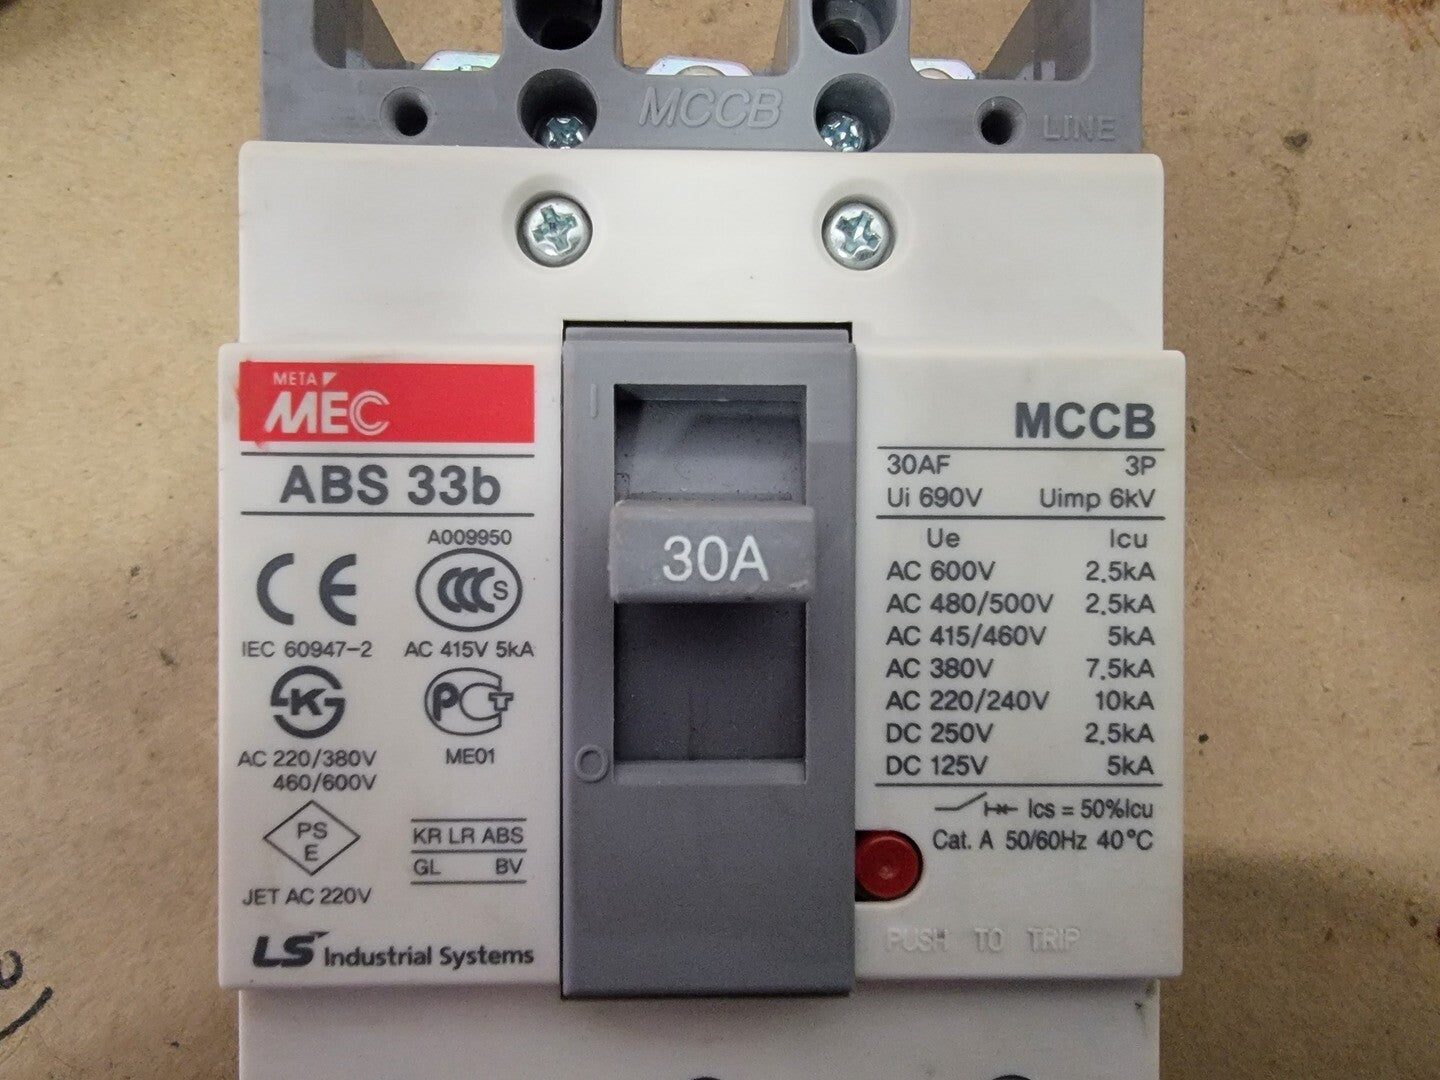 MCCB
LINE
META
MEC
ABS 33b
A009950
CE
CCC S
IEC 60947-2
AC 415V 5kA
K
PCT
AC 220/380V
460/600V
ME01
PS
E
KR LR ABS
GL BV
JET AC 220V
LS Industrial Systems
I
30A
O
MCCB
30AF 3P
Ui 690V Uimp 6kV
Ue Icu
AC 600V 2.5kA
AC 480/500V 2.5kA
AC 415/460V 5kA
AC 380V 7.5kA
AC 220/240V 10kA
DC 250V 2.5kA
DC 125V 5kA
Ics = 50%Icu
Cat. A 50/60Hz 40°C
PUSH TO TRIP